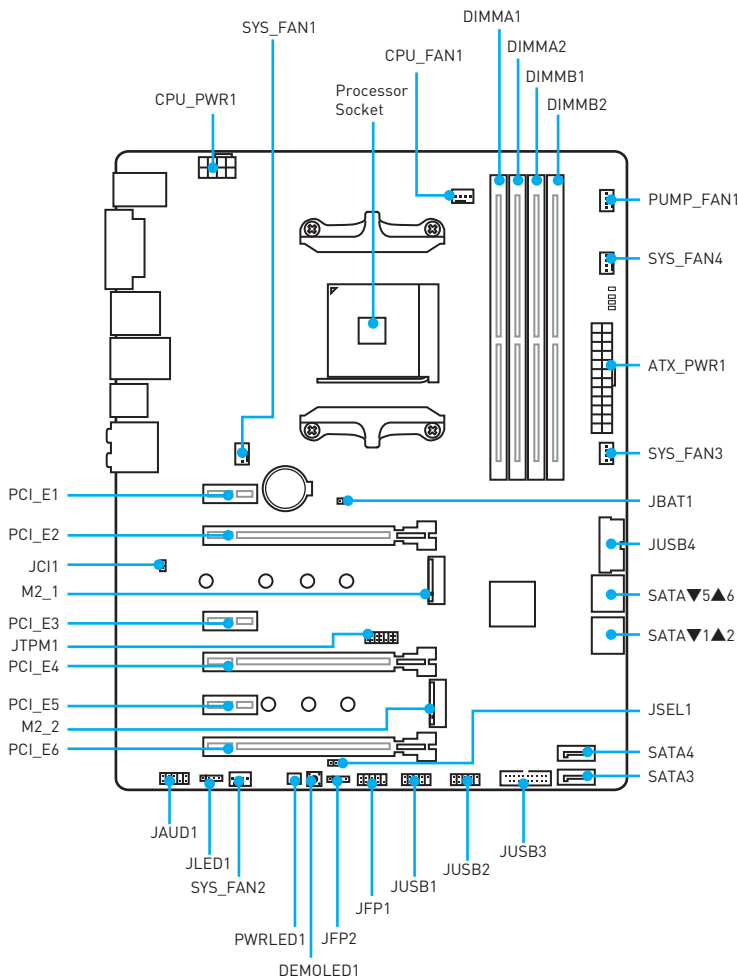 DIMMA1
SYS_FAN1
DIMMA2
CPU_FAN1
DIMMB1
Processor
Socket
CPU_PWR1
DIMMB2
PUMP_FAN1
SYS_FAN4
ATX_PWR1
SYS_FAN3
PCI_E1
JBAT1
PCI_E2
JUSB4
JCI1
M2_1
SATA▼5▲6
PCI_E3
SATA▼1▲2
JTPM1
PCI_E4
PCI_E5
JSEL1
M2_2
PCI_E6
SATA4
SATA3
JAUD1
JLED1
SYS_FAN2
PWRLED1
DEMOLED1
JFP2
JFP1
JUSB1
JUSB2
JUSB3